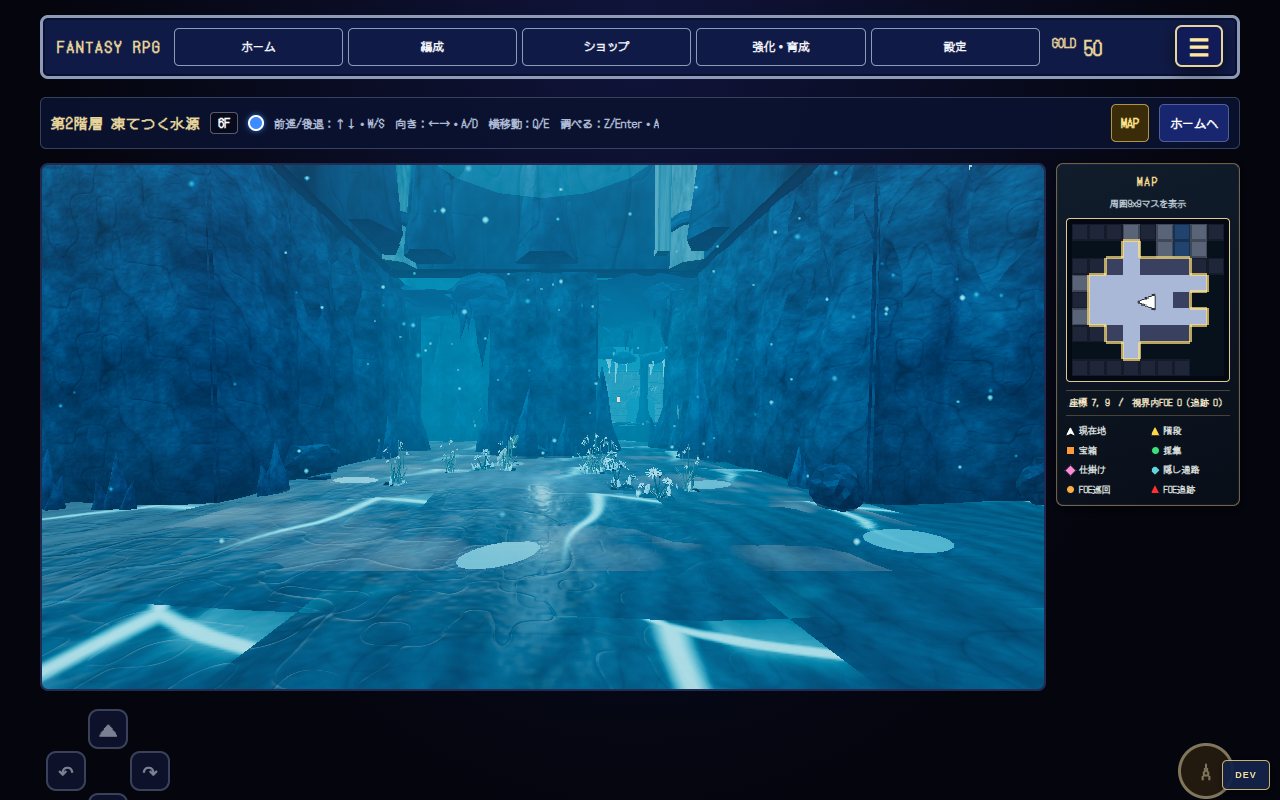 FANTASY RPG
ホーム
編成
ショップ
強化・育成
設定
GOLD 50
第2階層 凍てつく水源
6F
前進/後退：↑↓・W/S 向き：←→・A/D 横移動：Q/E 調べる：Z/Enter・A
MAP
ホームへ
MAP
周囲9x9マスを表示
座標 7, 9 / 視界内FOE 0（追跡 0）
現在地
階段
宝箱
採集
仕掛け
隠し通路
FOE巡回
FOE追跡
A
DEV